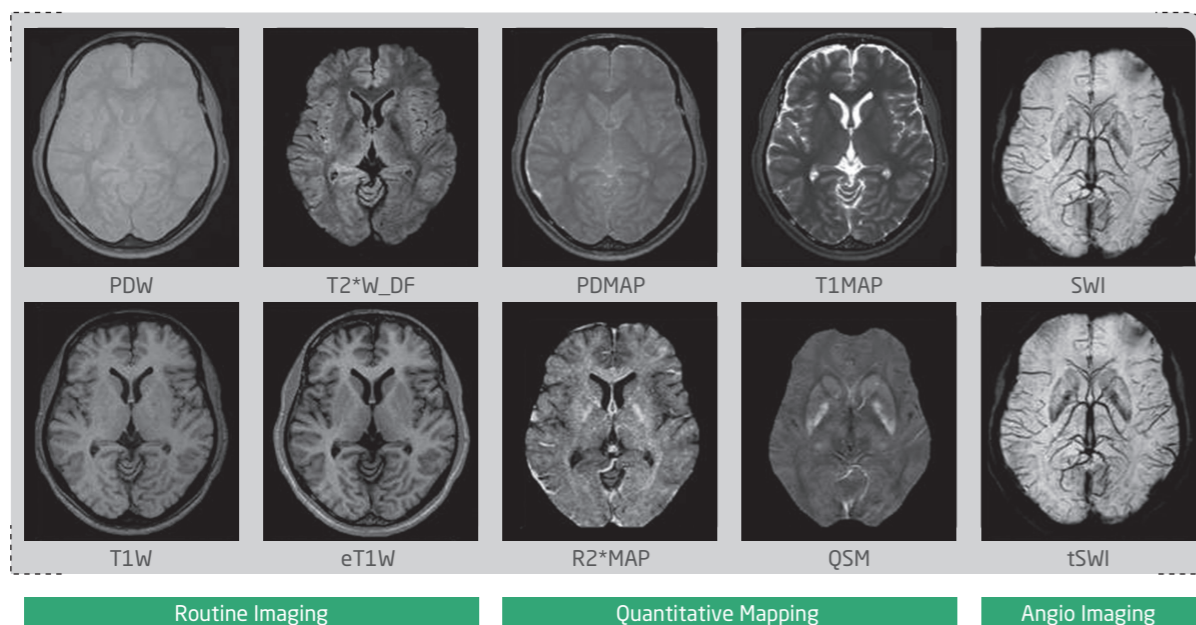 PDW
T2*W_DF
PDMAP
T1MAP
SWI
T1W
eT1W
R2*MAP
QSM
tSWI
Routine Imaging
Quantitative Mapping
Angio Imaging